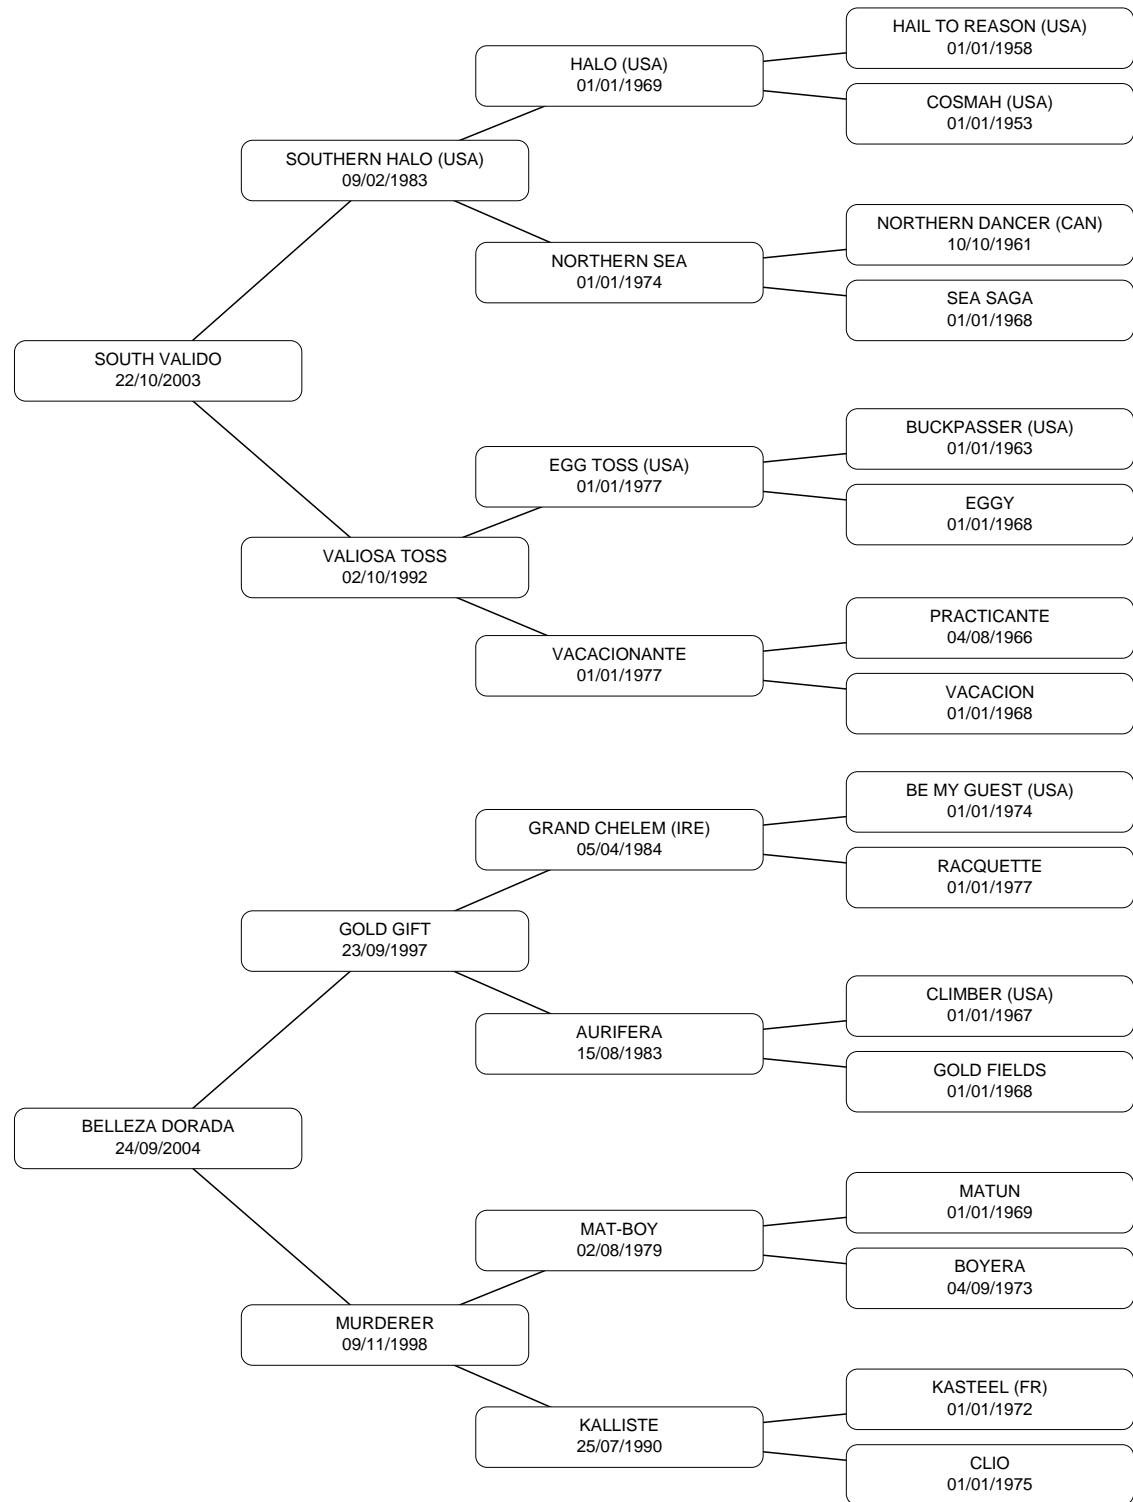 HAIL TO REASON (USA)
01/01/1958
HALO (USA)
01/01/1969
COSMAH (USA)
01/01/1953
SOUTHERN HALO (USA)
09/02/1983
NORTHERN DANCER (CAN)
10/10/1961
NORTHERN SEA
01/01/1974
SEA SAGA
01/01/1968
SOUTH VALIDO
22/10/2003
BUCKPASSER (USA)
01/01/1963
EGG TOSS (USA)
01/01/1977
EGGY
01/01/1968
VALIOSA TOSS
02/10/1992
PRACTICANTE
04/08/1966
VACACIONANTE
01/01/1977
VACACION
01/01/1968
BE MY GUEST (USA)
01/01/1974
GRAND CHELEM (IRE)
05/04/1984
RACQUETTE
01/01/1977
GOLD GIFT
23/09/1997
CLIMBER (USA)
01/01/1967
AURIFERA
15/08/1983
GOLD FIELDS
01/01/1968
BELLEZA DORADA
24/09/2004
MATUN
01/01/1969
MAT-BOY
02/08/1979
BOYERA
04/09/1973
MURDERER
09/11/1998
KASTEEL (FR)
01/01/1972
KALLISTE
25/07/1990
CLIO
01/01/1975